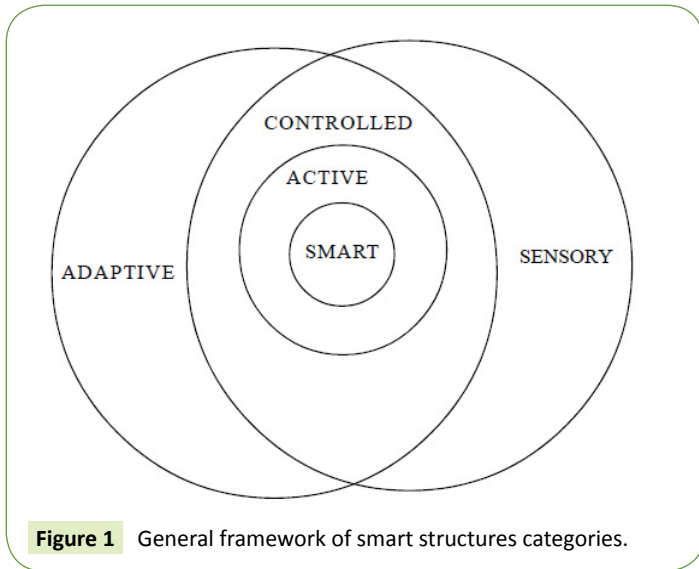 CONTROLLED
ACTIVE
SMART
ADAPTIVE
SENSORY
Figure 1 General framework of smart structures categories.